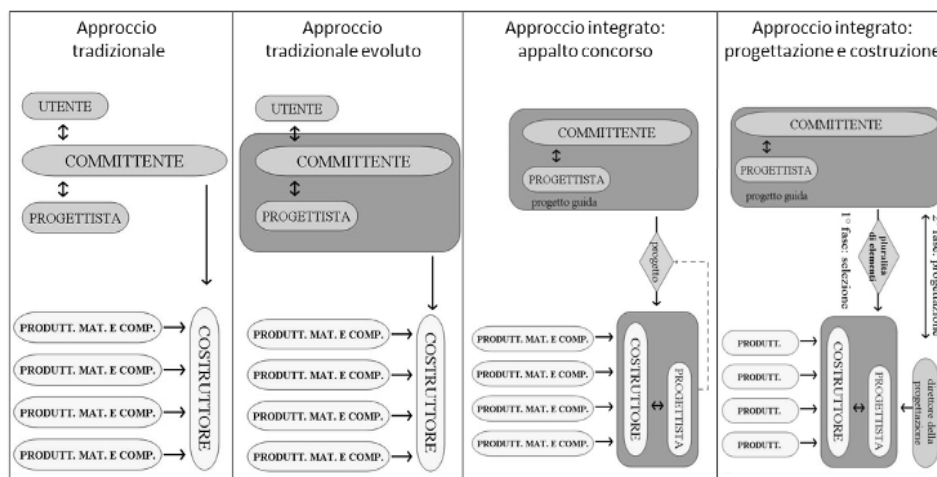 Approccio
tradizionale
UTENTE
COMMITTENTE
PROGETTISTA
PRODUTT. MAT. E COMP.
PRODUTT. MAT. E COMP.
PRODUTT. MAT. E COMP.
PRODUTT. MAT. E COMP.
COSTRUTTORE
Approccio
tradizionale evoluto
UTENTE
COMMITTENTE
PROGETTISTA
PRODUTT. MAT. E COMP.
PRODUTT. MAT. E COMP.
PRODUTT. MAT. E COMP.
PRODUTT. MAT. E COMP.
COSTRUTTORE
Approccio integrato:
appalto concorso
COMMITTENTE
PROGETTISTA
progetto guida
progetto
PRODUTT. MAT. E COMP.
PRODUTT. MAT. E COMP.
PRODUTT. MAT. E COMP.
PRODUTT. MAT. E COMP.
COSTRUTTORE
PROGETTISTA
Approccio integrato:
progettazione e costruzione
COMMITTENTE
PROGETTISTA
progetto guida
1° fase: selezione
pluralità
di elementi
fase: progettazione
PRODUTT.
PRODUTT.
PRODUTT.
PRODUTT.
COSTRUTTORE
PROGETTISTA
direttore della
progettazione